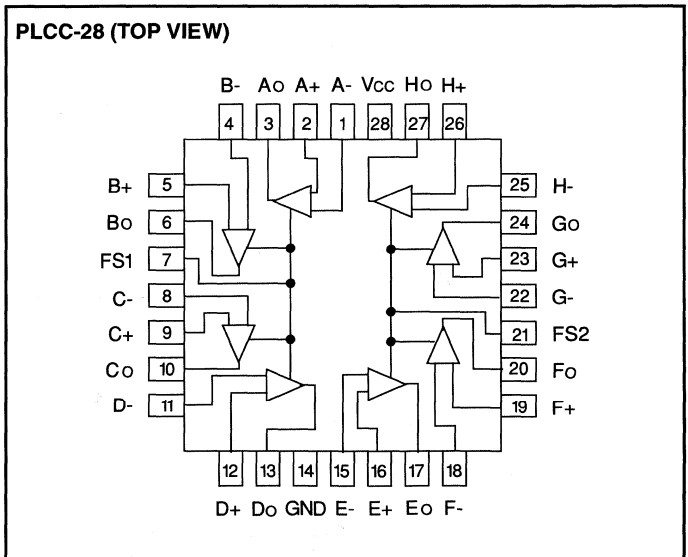 PLCC-28 (TOP VIEW)
B- Ao A+ A- Vcc Ho H+
4 3 2 1 28 27 26
B+ 5 25 H-
Bo 6 24 Go
FS1 7 23 G+
C- 8 22 G-
C+ 9 21 FS2
Co 10 20 Fo
D- 11 19 F+
12 13 14 15 16 17 18
D+ Do GND E- E+ Eo F-